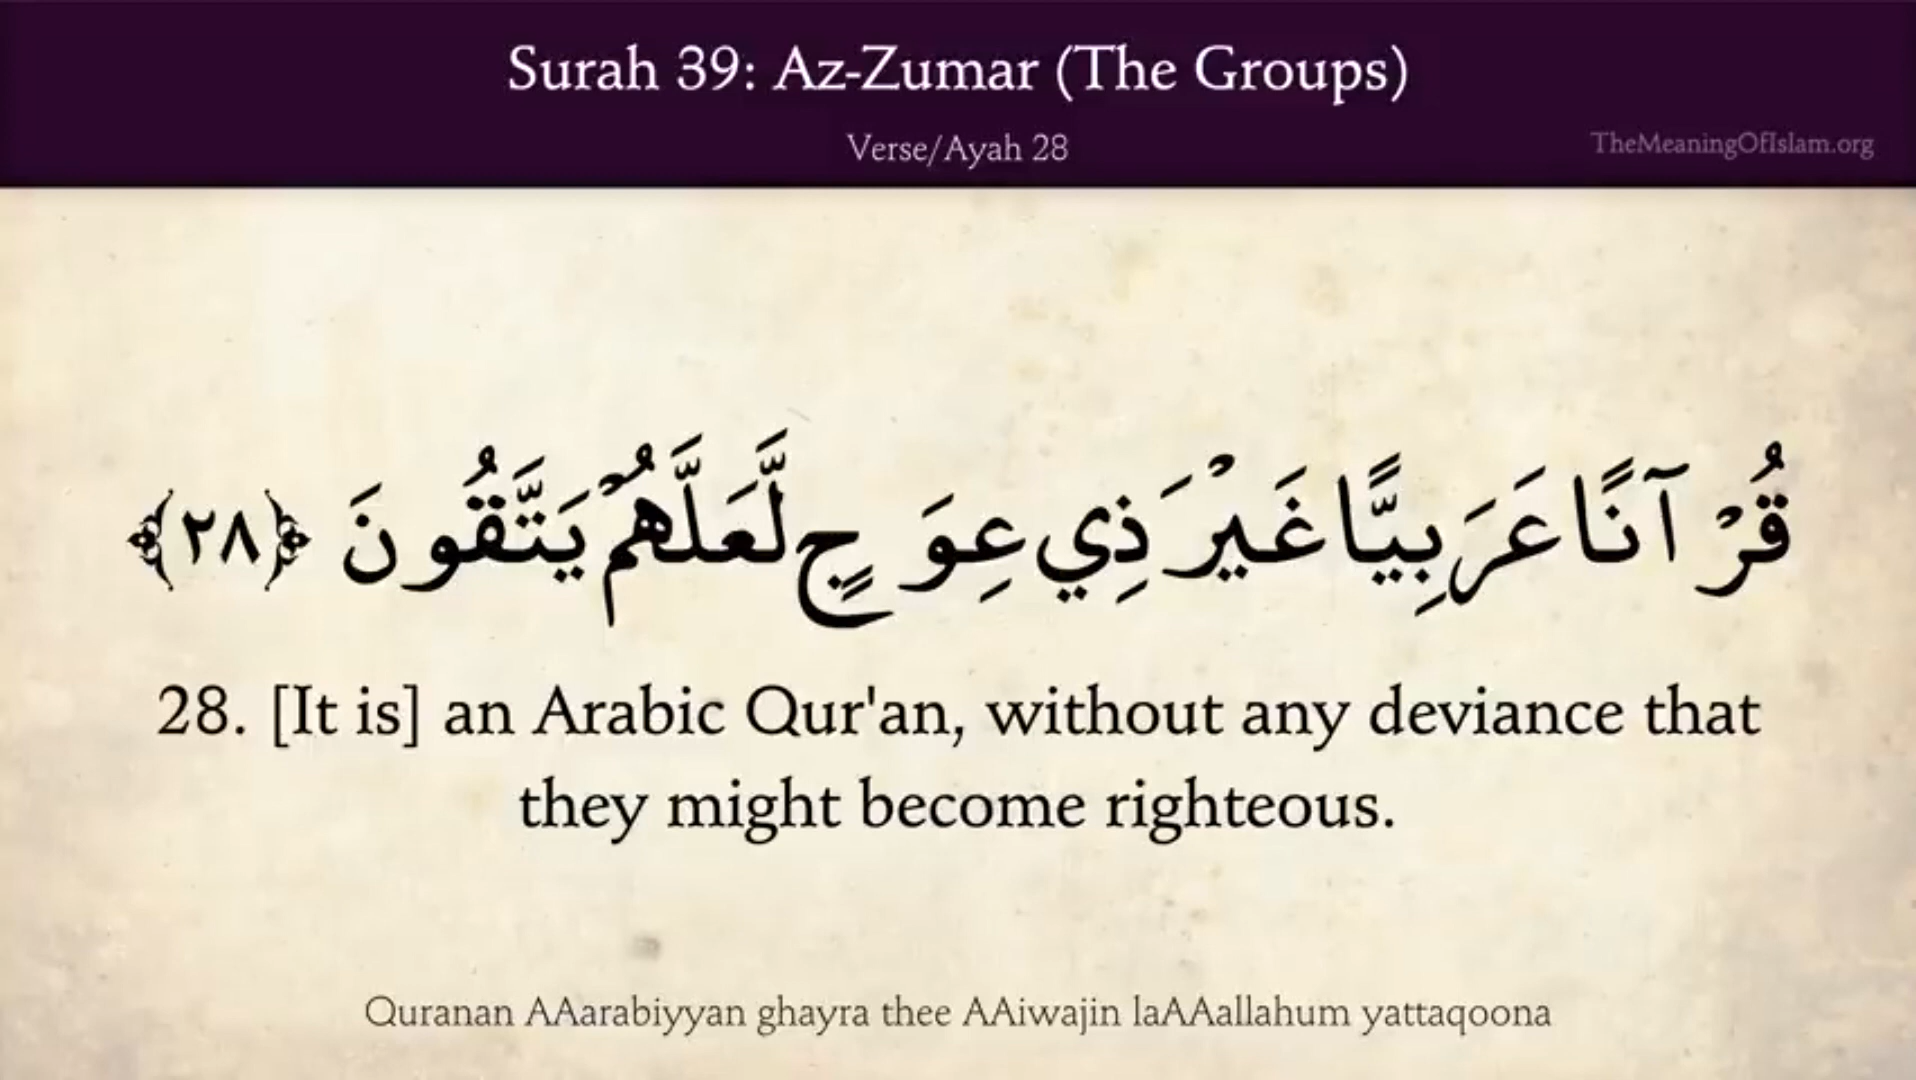 Surah 39: Az-Zumar (The Groups)
Verse/Ayah 28
TheMeaningOfIslam.org
قُرْآنًا عَرَبِيًّا غَيْرَ ذِي عِوَجٍ لَّعَلَّهُمْ يَتَّقُونَ ﴿٢٨﴾
28. [It is] an Arabic Qur'an, without any deviance that
they might become righteous.
Quranan AAarabiyyan ghayra thee AAiwajin laAAallahum yattaqoona